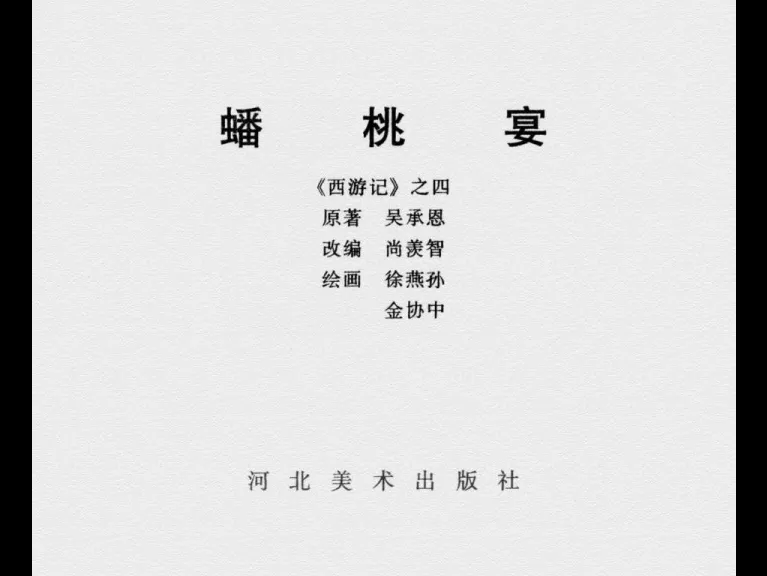 蟠桃宴
《西游记》之四
原著 吴承恩
改编 尚羡智
绘画 徐燕孙
金协中
河北美术出版社